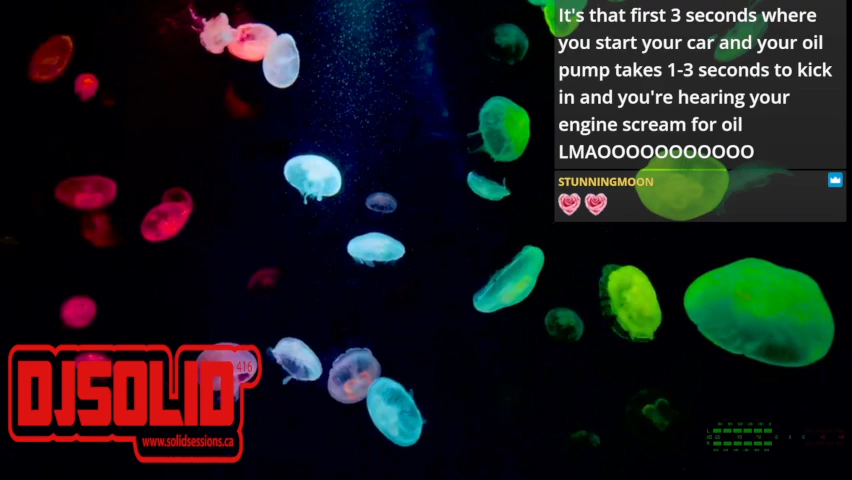 It's that first 3 seconds where
you start your car and your oil
pump takes 1-3 seconds to kick
in and you're hearing your
engine scream for oil
LMAOOOOOOOOOOO
STUNNINGMOON
DJSOLID
416
www.solidsessions.ca